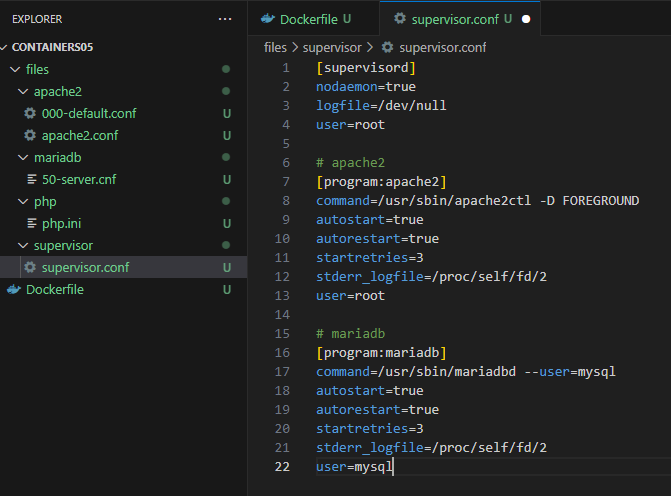 EXPLORER ...
CONTAINERS05
files
apache2
000-default.conf U
apache2.conf U
mariadb
50-server.cnf U
php
php.ini U
supervisor
supervisor.conf U
Dockerfile U
Dockerfile U supervisor.conf U
files > supervisor > supervisor.conf
1 [supervisord]
2 nodaemon=true
3 logfile=/dev/null
4 user=root
5
6 # apache2
7 [program:apache2]
8 command=/usr/sbin/apache2ctl -D FOREGROUND
9 autostart=true
10 autorestart=true
11 startretries=3
12 stderr_logfile=/proc/self/fd/2
13 user=root
14
15 # mariadb
16 [program:mariadb]
17 command=/usr/sbin/mariadbd --user=mysql
18 autostart=true
19 autorestart=true
20 startretries=3
21 stderr_logfile=/proc/self/fd/2
22 user=mysql